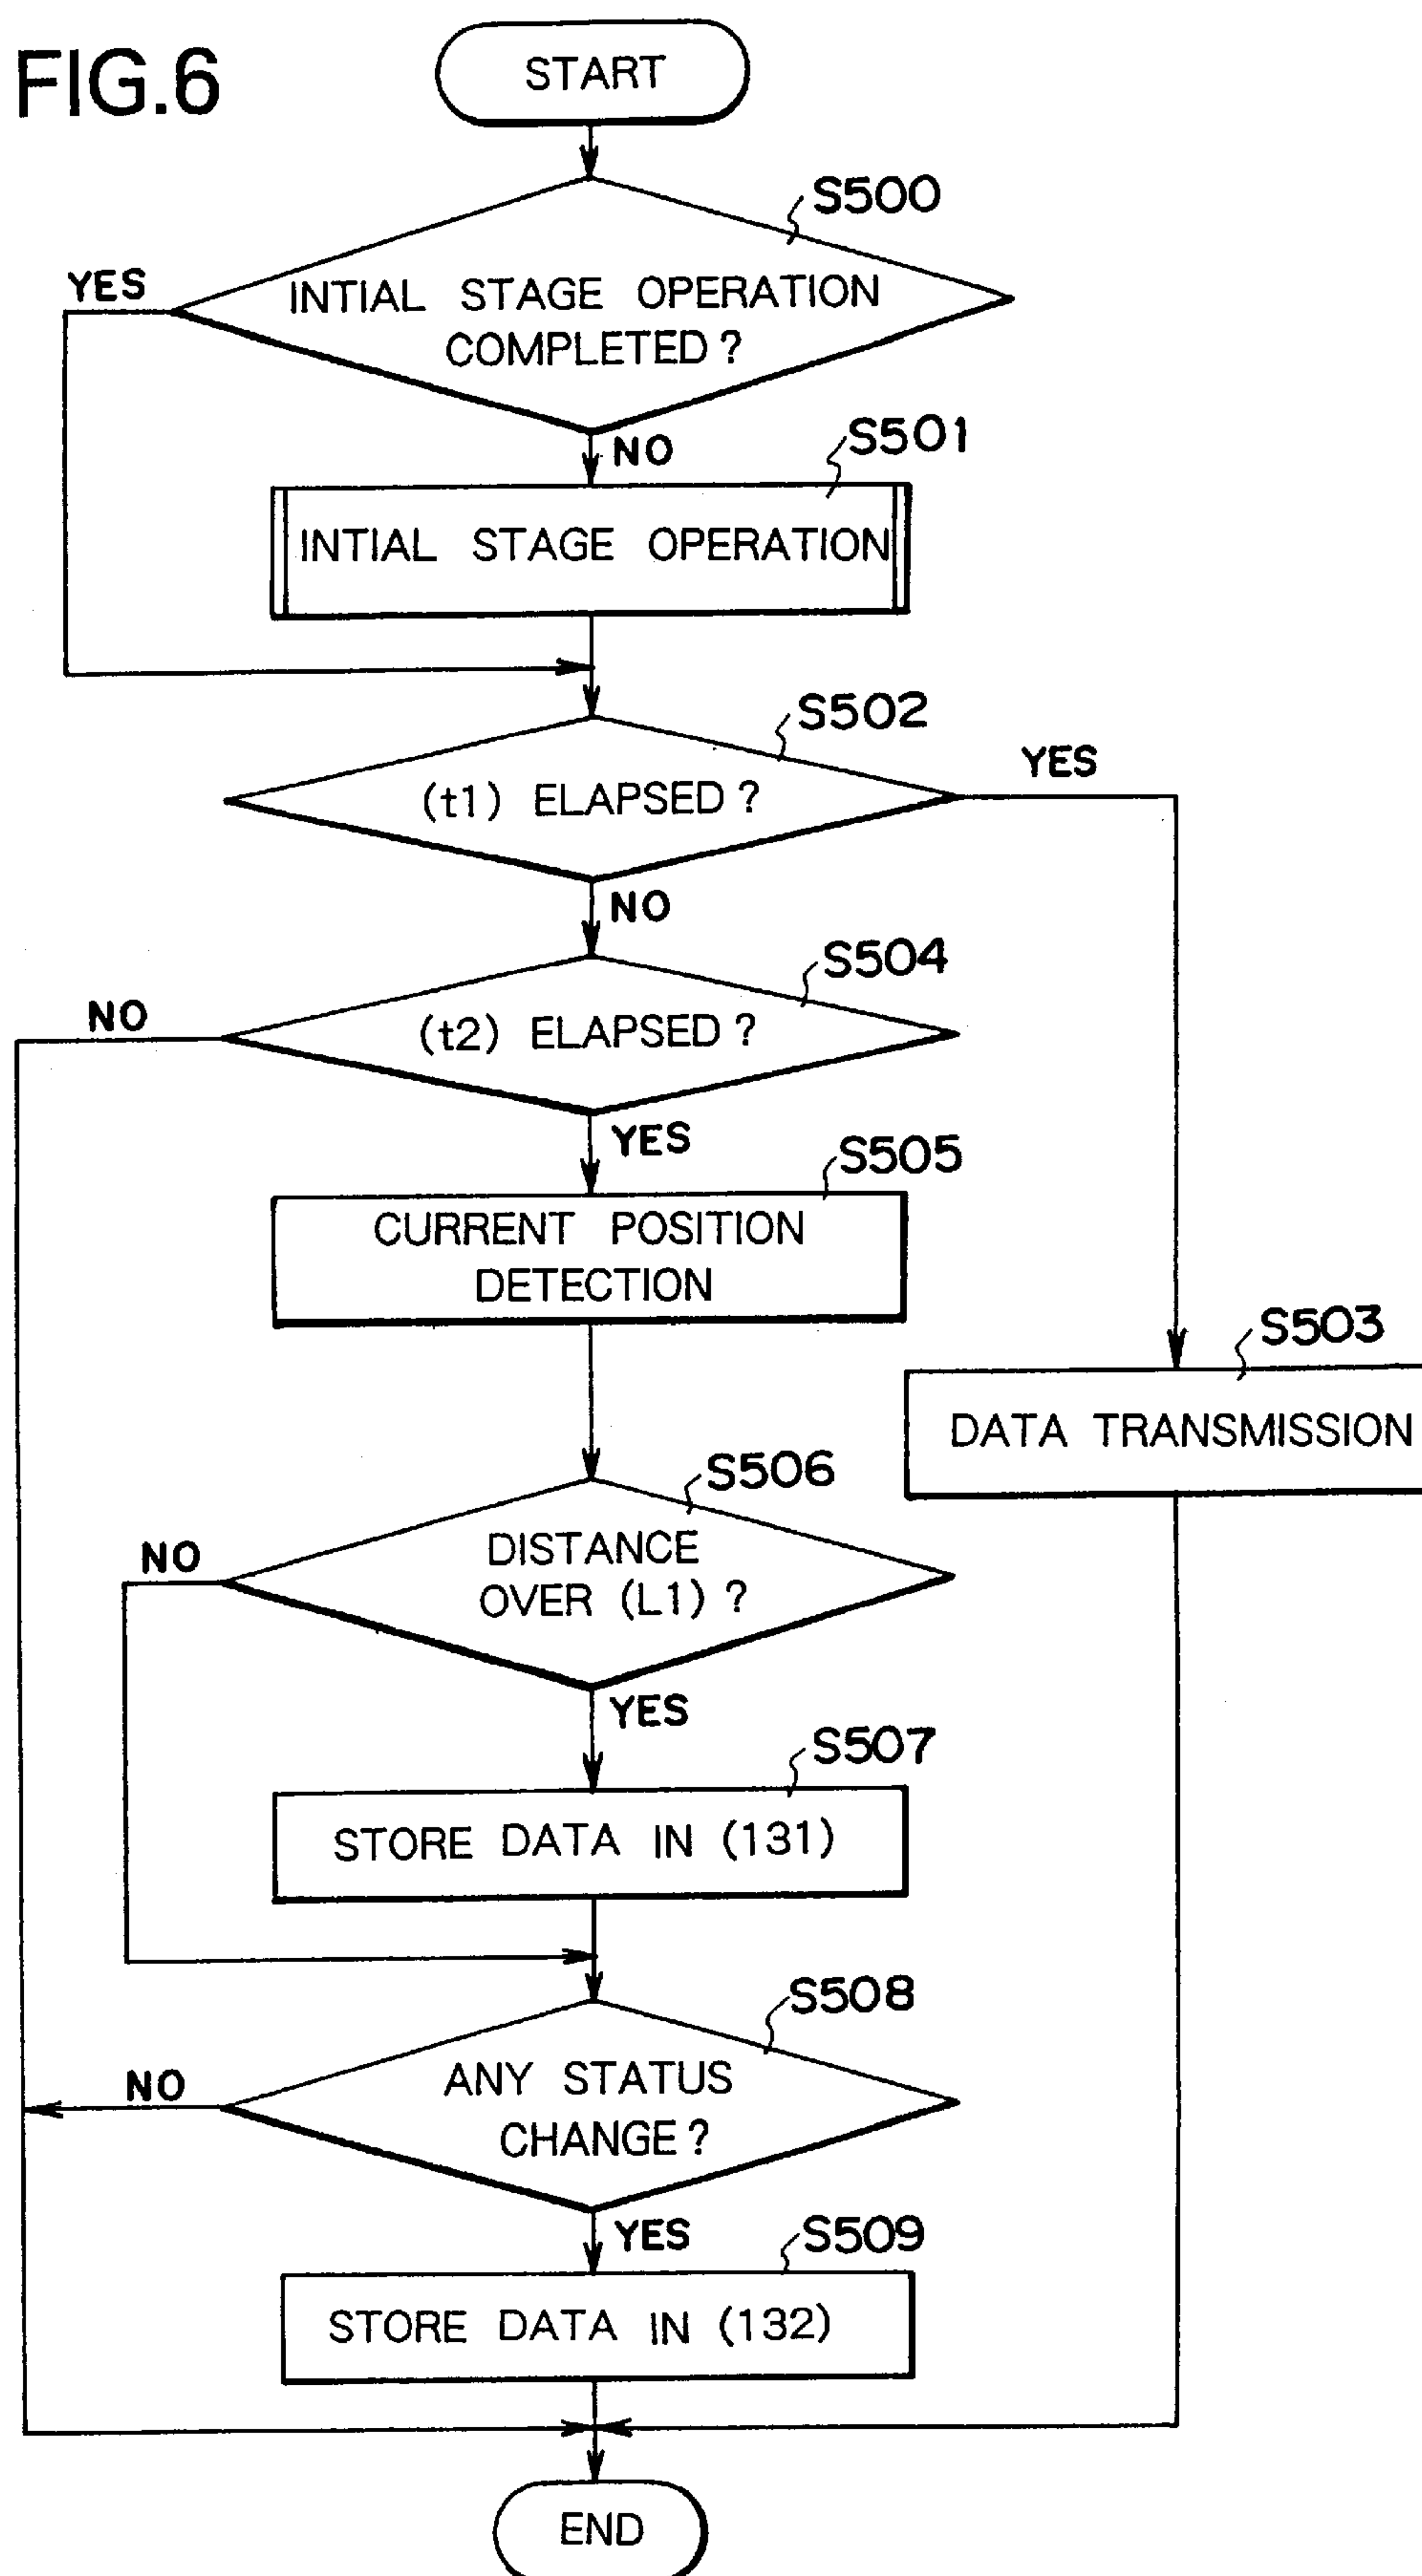 FIG.6
START
S500
YES
INTIAL STAGE OPERATION
COMPLETED ?
NO
S501
INTIAL STAGE OPERATION
S502
YES
(t1) ELAPSED ?
NO
S504
NO
(t2) ELAPSED ?
YES
S505
CURRENT POSITION
DETECTION
S503
DATA TRANSMISSION
S506
NO
DISTANCE
OVER (L1) ?
YES
S507
STORE DATA IN (131)
S508
NO
ANY STATUS
CHANGE ?
YES
S509
STORE DATA IN (132)
END